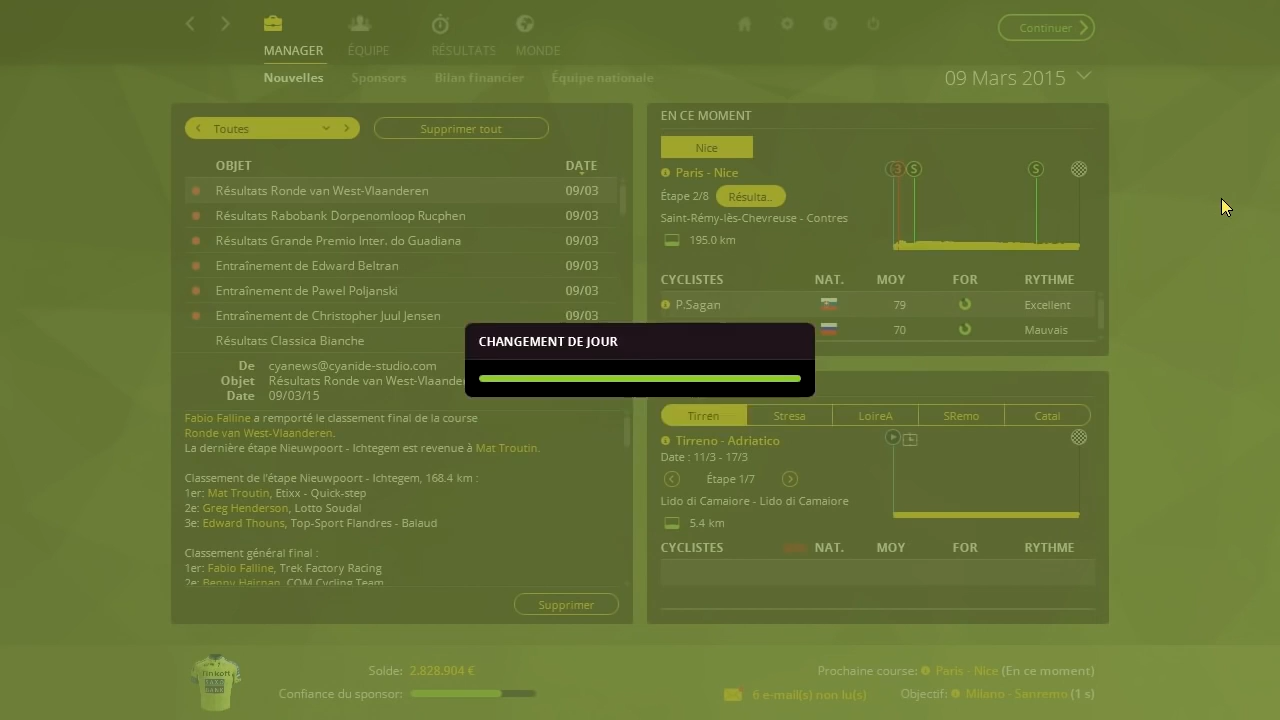 MANAGER
ÉQUIPE
RÉSULTATS
MONDE
Continuer
Nouvelles
Sponsors
Bilan financier
Équipe nationale
09 Mars 2015
Toutes
Supprimer tout
OBJET
DATE
Résultats Ronde van West-Vlaanderen
09/03
Résultats Rabobank Dorpenomloop Rucphen
09/03
Résultats Grande Premio Inter. do Guadiana
09/03
Entraînement de Edward Beltran
09/03
Entraînement de Pawel Poljanski
09/03
Entraînement de Christopher Juul Jensen
09/03
Résultats Classica Bianche
De cyanews@cyanide-studio.com
Objet Résultats Ronde van West-Vlaande
Date 09/03/15
Fabio Falline a remporté le classement final de la course
Ronde van West-Vlaanderen.
La dernière étape Nieuwpoort - Ichtegem est revenue à Mat Troutin.
Classement de l'étape Nieuwpoort - Ichtegem, 168.4 km :
1er: Mat Troutin, Etixx - Quick-step
2e: Greg Henderson, Lotto Soudal
3e: Edward Thouns, Top-Sport Flandres - Balaud
Classement général final :
1er: Fabio Falline, Trek Factory Racing
2e: Benny Hairnan, COM Cycling Team
Supprimer
CHANGEMENT DE JOUR
EN CE MOMENT
Nice
Paris - Nice
Étape 2/8
Résulta..
Saint-Rémy-lès-Chevreuse - Contres
195.0 km
3
S
S
CYCLISTES
NAT.
MOY
FOR
RYTHME
P.Sagan
79
Excellent
70
Mauvais
Tirren
Stresa
LoireA
SRemo
Catal
Tirreno - Adriatico
Date : 11/3 - 17/3
Étape 1/7
Lido di Camaiore - Lido di Camaiore
5.4 km
CYCLISTES
NAT.
MOY
FOR
RYTHME
Tinkoff
SAXO
BANK
Solde: 2.828.904 €
Confiance du sponsor:
Prochaine course: Paris - Nice (En ce moment)
6 e-mail(s) non lu(s)
Objectif: Milano - Sanremo (1 s)